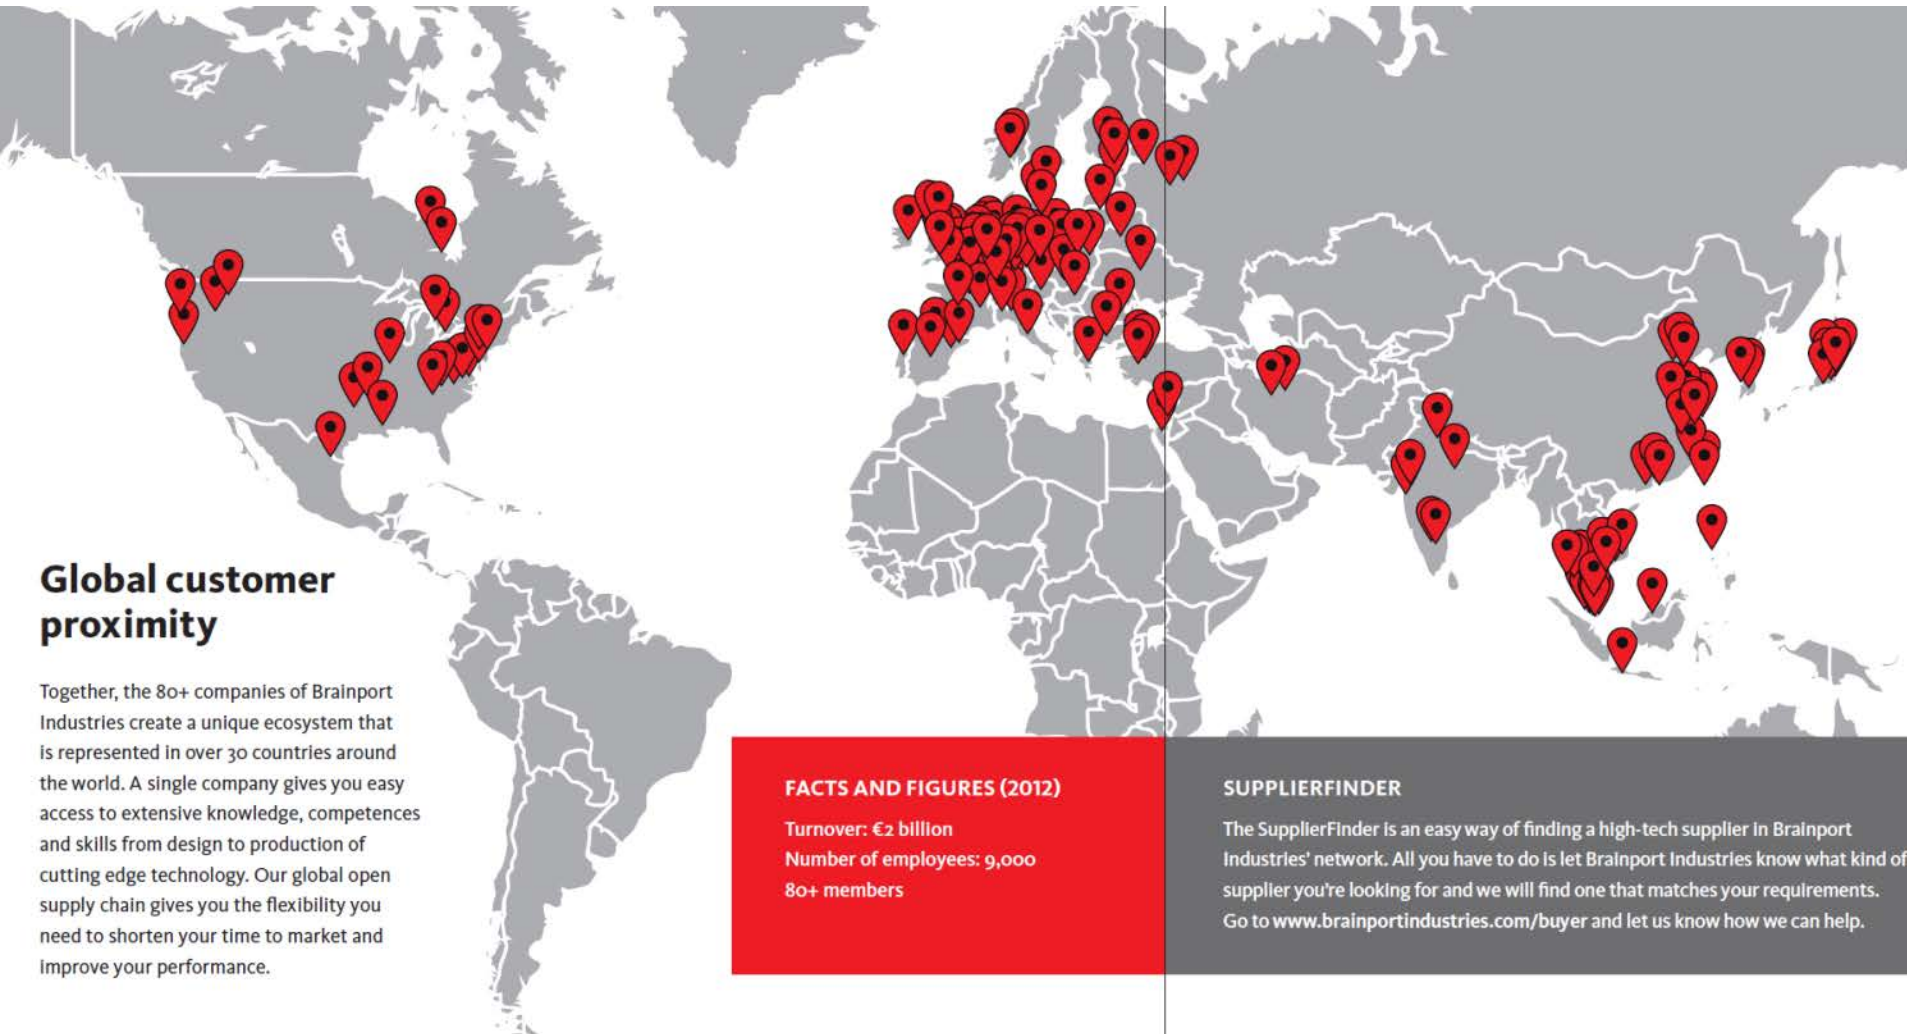 Global customer
proximity
Together, the 80+ companies of Brainport
Industries create a unique ecosystem that
is represented in over 30 countries around
the world. A single company gives you easy
access to extensive knowledge, competences
and skills from design to production of
cutting edge technology. Our global open
supply chain gives you the flexibility you
need to shorten your time to market and
improve your performance.
FACTS AND FIGURES (2012)
Turnover: €2 billion
Number of employees: 9,000
80+ members
SUPPLIERFINDER
The SupplierFinder is an easy way of finding a high-tech supplier in Brainport
Industries' network. All you have to do is let Brainport Industries know what kind of
supplier you're looking for and we will find one that matches your requirements.
Go to www.brainportindustries.com/buyer and let us know how we can help.